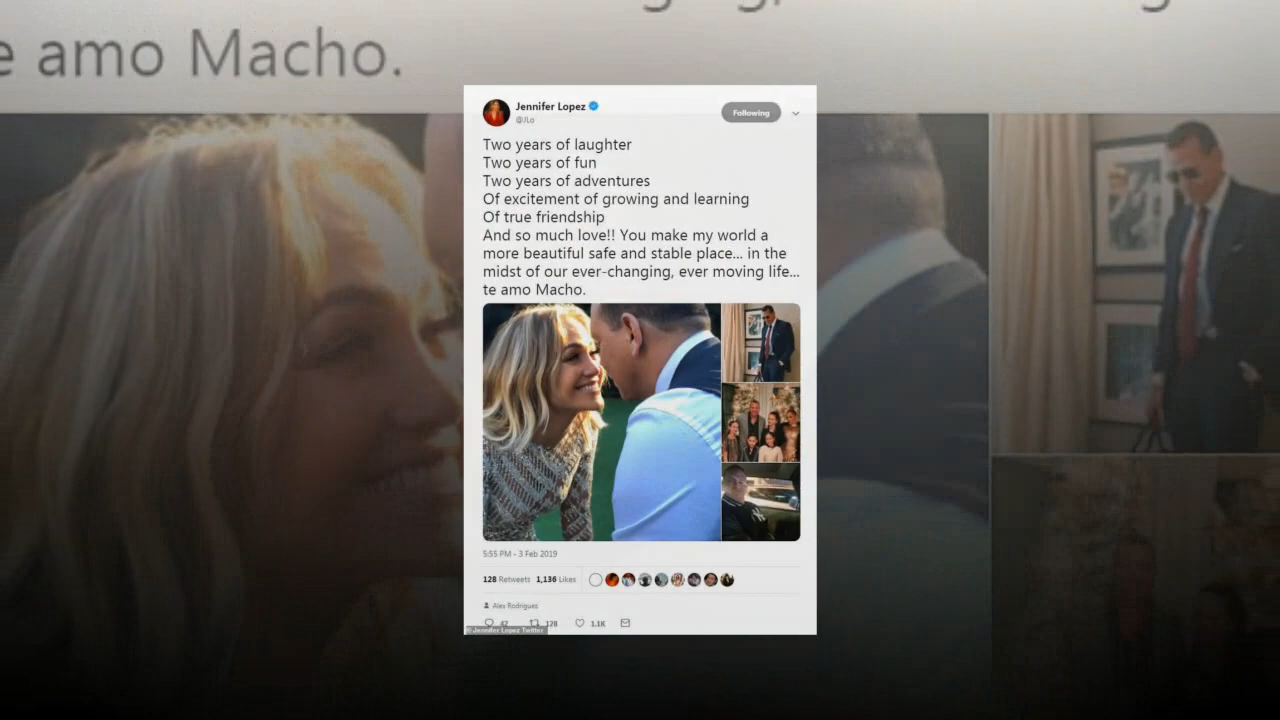 te amo Macho.
Jennifer Lopez
@JLo
Following
Two years of laughter
Two years of fun
Two years of adventures
Of excitement of growing and learning
Of true friendship
And so much love!! You make my world a
more beautiful safe and stable place... in the
midst of our ever-changing, ever moving life...
te amo Macho.
5:55 PM - 3 Feb 2019
128 Retweets 1,136 Likes
Alex Rodriguez
42 128 1.1K
© Jennifer Lopez Twitter